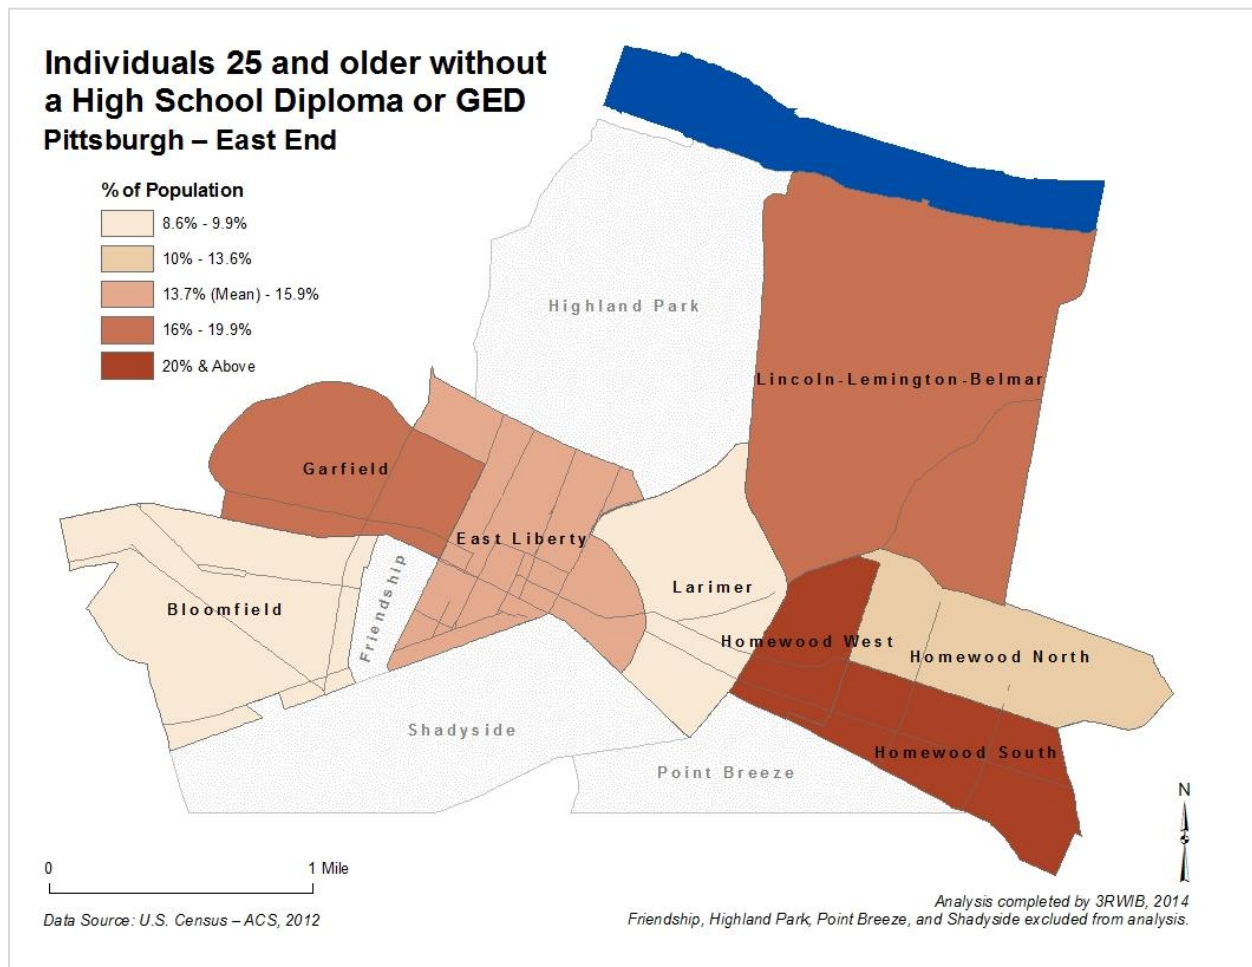 Individuals 25 and older without
a High School Diploma or GED
Pittsburgh – East End
% of Population
8.6% - 9.9%
10% - 13.6%
13.7% (Mean) - 15.9%
16% - 19.9%
20% & Above
Highland Park
Lincoln-Lemington-Belmar
Garfield
East Liberty
Friendship
Larimer
Bloomfield
Homewood West
Homewood North
Shadyside
Homewood South
Point Breeze
N
0 1 Mile
Data Source: U.S. Census – ACS, 2012
Analysis completed by 3RWIB, 2014
Friendship, Highland Park, Point Breeze, and Shadyside excluded from analysis.